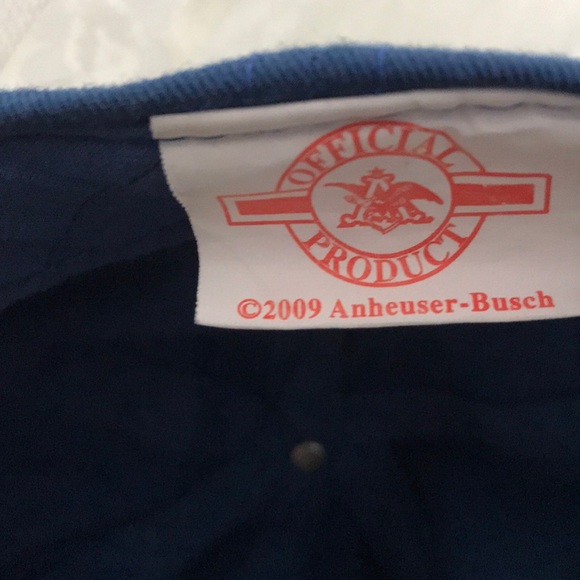 OFFICIAL
PRODUCT
©2009 Anheuser-Busch